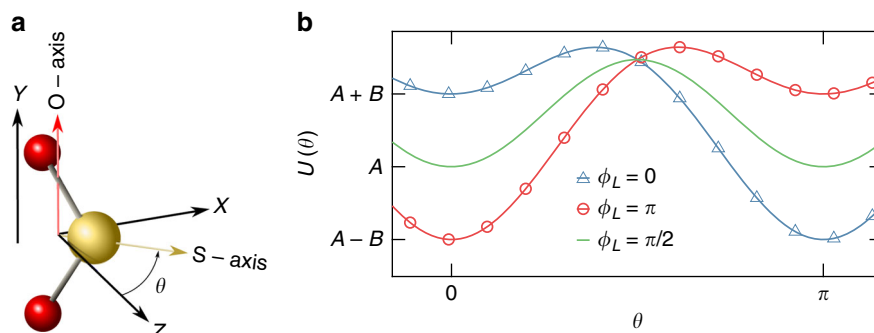 a
Y
O – axis
X
S – axis
θ
Z
b
U(θ)
A + B
A
A – B
ϕL = 0
ϕL = π
ϕL = π/2
0
π
θ